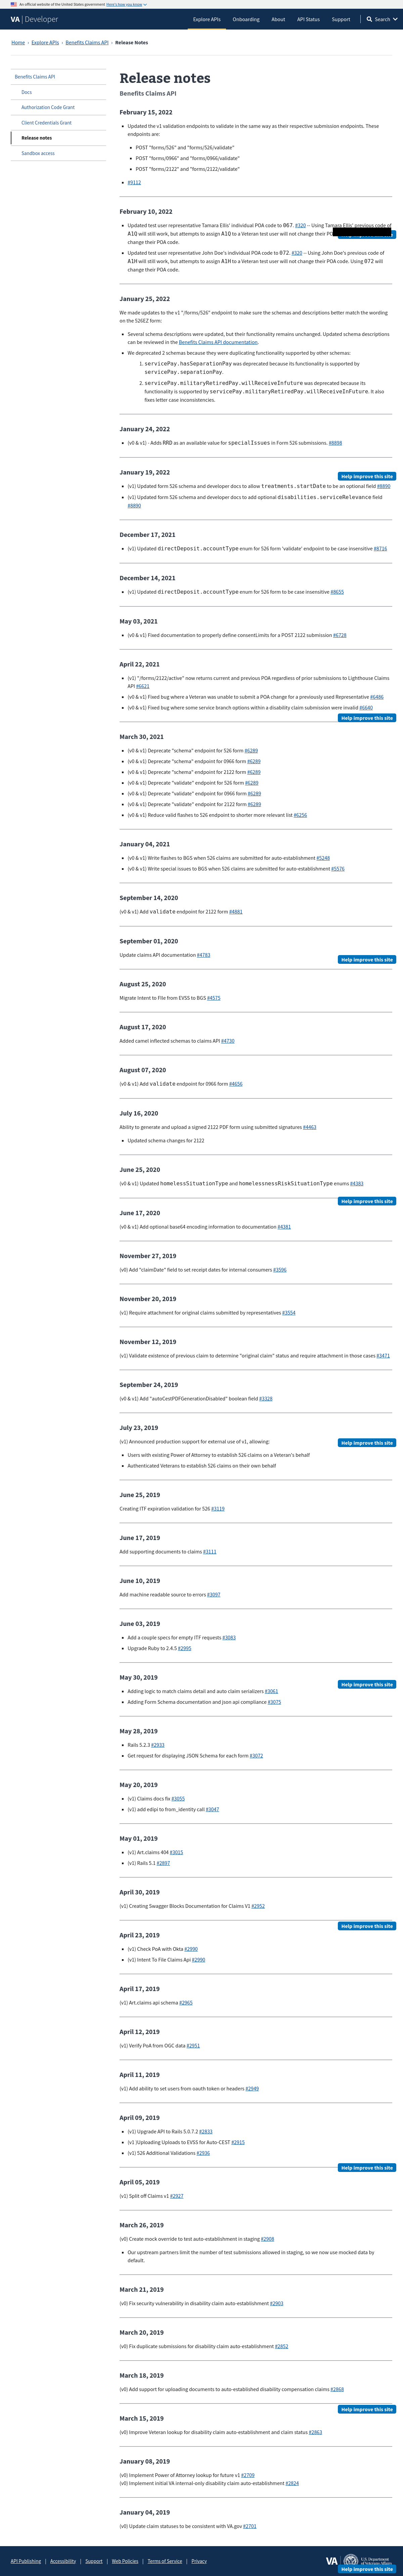 An official website of the United States government Here's how you know
VA | Developer
Explore APIs
Onboarding
About
API Status
Support
Search
Home › Explore APIs › Benefits Claims API › Release Notes
Benefits Claims API
Docs
Authorization Code Grant
Client Credentials Grant
Release notes
Sandbox access
Release notes
Benefits Claims API
February 15, 2022
Updated the v1 validation endpoints to validate in the same way as their respective submission endpoints. These
endpoints are:
POST "forms/526" and "forms/526/validate"
POST "forms/0966" and "forms/0966/validate"
POST "forms/2122" and "forms/2122/validate"
#9112
February 10, 2022
Updated test user representative Tamara Ellis' individual POA code to 067. #320 -- Using Tamara Ellis' previous code of
A1Q will still work, but attempts to assign A1Q to a Veteran test user will not change their
change their POA code.
Updated test user representative John Doe's individual POA code to 072. #320 -- Using John Doe's previous code of
A1H will still work, but attempts to assign A1H to a Veteran test user will not change their POA code. Using 072 will
change their POA code.
January 25, 2022
We made updates to the v1 "/forms/526" endpoint to make sure the schemas and descriptions better match the wording
on the 526EZ form:
Several schema descriptions were updated, but their functionality remains unchanged. Updated schema descriptions
can be reviewed in the Benefits Claims API documentation.
We deprecated 2 schemas because they were duplicating functionality supported by other schemas:
1. servicePay.hasSeparationPay was deprecated because its functionality is supported by
servicePay.separationPay.
2. servicePay.militaryRetiredPay.willReceiveInfuture was deprecated because its
functionality is supported by servicePay.militaryRetiredPay.willReceiveInFuture. It also
fixes letter case inconsistencies.
January 24, 2022
(v0 & v1) - Adds RRD as an available value for specialIssues in Form 526 submissions. #8898
January 19, 2022
Help improve this site
(v1) Updated form 526 schema and developer docs to allow treatments.startDate to be an optional field #8890
(v1) Updated form 526 schema and developer docs to add optional disabilities.serviceRelevance field
#8890
December 17, 2021
(v1) Updated directDeposit.accountType enum for 526 form 'validate' endpoint to be case insensitive #8716
December 14, 2021
(v1) Updated directDeposit.accountType enum for 526 form to be case insensitive #8655
May 03, 2021
(v0 & v1) Fixed documentation to properly define consentLimits for a POST 2122 submission #6728
April 22, 2021
(v1) "/forms/2122/active" now returns current and previous POA regardless of prior submissions to Lighthouse Claims
API #6621
(v0 & v1) Fixed bug where a Veteran was unable to submit a POA change for a previously used Representative #6486
(v0 & v1) Fixed bug where some service branch options within a disability claim submission were invalid #6640
Help improve this site
March 30, 2021
(v0 & v1) Deprecate "schema" endpoint for 526 form #6289
(v0 & v1) Deprecate "schema" endpoint for 0966 form #6289
(v0 & v1) Deprecate "schema" endpoint for 2122 form #6289
(v0 & v1) Deprecate "validate" endpoint for 526 form #6289
(v0 & v1) Deprecate "validate" endpoint for 0966 form #6289
(v0 & v1) Deprecate "validate" endpoint for 2122 form #6289
(v0 & v1) Reduce valid flashes to 526 endpoint to shorter more relevant list #6256
January 04, 2021
(v0 & v1) Write flashes to BGS when 526 claims are submitted for auto-establishment #5248
(v0 & v1) Write special issues to BGS when 526 claims are submitted for auto-establishment #5576
September 14, 2020
(v0 & v1) Add validate endpoint for 2122 form #4881
September 01, 2020
Update claims API documentation #4783
Help improve this site
August 25, 2020
Migrate Intent to File from EVSS to BGS #4575
August 17, 2020
Added camel inflected schemas to claims API #4730
August 07, 2020
(v0 & v1) Add validate endpoint for 0966 form #4656
July 16, 2020
Ability to generate and upload a signed 2122 PDF form using submitted signatures #4463
Updated schema changes for 2122
June 25, 2020
(v0 & v1) Updated homelessSituationType and homelessnessRiskSituationType enums #4383
Help improve this site
June 17, 2020
(v0 & v1) Add optional base64 encoding information to documentation #4381
November 27, 2019
(v0) Add "claimDate" field to set receipt dates for internal consumers #3596
November 20, 2019
(v1) Require attachment for original claims submitted by representatives #3554
November 12, 2019
(v1) Validate existence of previous claim to determine "original claim" status and require attachment in those cases #3471
September 24, 2019
(v0 & v1) Add "autoCestPDFGenerationDisabled" boolean field #3328
July 23, 2019
(v1) Announced production support for external use of v1, allowing:
Help improve this site
Users with existing Power of Attorney to establish 526 claims on a Veteran's behalf
Authenticated Veterans to establish 526 claims on their own behalf
June 25, 2019
Creating ITF expiration validation for 526 #3119
June 17, 2019
Add supporting documents to claims #3111
June 10, 2019
Add machine readable source to errors #3097
June 03, 2019
Add a couple specs for empty ITF requests #3083
Upgrade Ruby to 2.4.5 #2995
May 30, 2019
Help improve this site
Adding logic to match claims detail and auto claim serializers #3061
Adding Form Schema documentation and json api compliance #3075
May 28, 2019
Rails 5.2.3 #2933
Get request for displaying JSON Schema for each form #3072
May 20, 2019
(v1) Claims docs fix #3055
(v1) add edipi to from_identity call #3047
May 01, 2019
(v1) Art.claims 404 #3015
(v1) Rails 5.1 #2897
April 30, 2019
(v1) Creating Swagger Blocks Documentation for Claims V1 #2952
Help improve this site
April 23, 2019
(v1) Check PoA with Okta #2990
(v1) Intent To File Claims Api #2990
April 17, 2019
(v1) Art.claims api schema #2965
April 12, 2019
(v1) Verify PoA from OGC data #2951
April 11, 2019
(v1) Add ability to set users from oauth token or headers #2949
April 09, 2019
(v1) Upgrade API to Rails 5.0.7.2 #2833
(v1 )Uploading Uploads to EVSS for Auto-CEST #2915
(v1) 526 Additional Validations #2936
Help improve this site
April 05, 2019
(v1) Split off Claims v1 #2927
March 26, 2019
(v0) Create mock override to test auto-establishment in staging #2908
Our upstream partners limit the number of test submissions allowed in staging, so we now use mocked data by
default.
March 21, 2019
(v0) Fix security vulnerability in disability claim auto-establishment #2903
March 20, 2019
(v0) Fix duplicate submissions for disability claim auto-establishment #2852
March 18, 2019
(v0) Add support for uploading documents to auto-established disability compensation claims #2868
Help improve this site
March 15, 2019
(v0) Improve Veteran lookup for disability claim auto-establishment and claim status #2863
January 08, 2019
(v0) Implement Power of Attorney lookup for future v1 #2709
(v0) Implement initial VA internal-only disability claim auto-establishment #2824
January 04, 2019
(v0) Update claim statuses to be consistent with VA.gov #2701
API Publishing | Accessibility | Support | Web Policies | Terms of Service | Privacy
VA
U.S. Department
Help improve this site